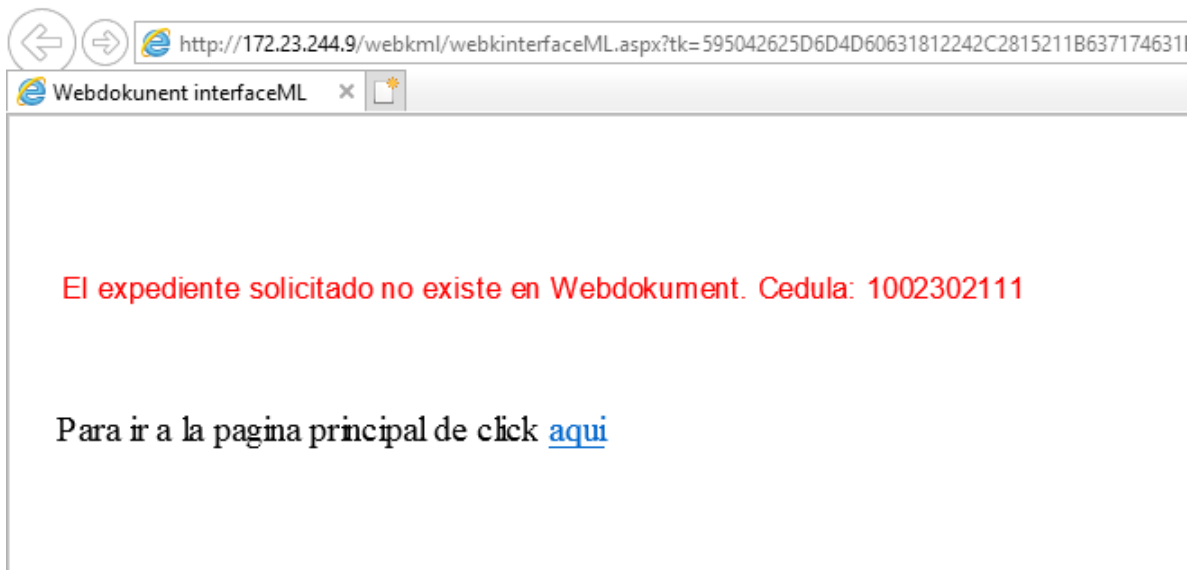 http://172.23.244.9/webkml/webkinterfaceML.aspx?tk=595042625D6D4D60631812242C2815211B637174631
Webdokunent interfaceML
El expediente solicitado no existe en Webdokument. Cedula: 1002302111
Para ir a la pagina principal de click aqui